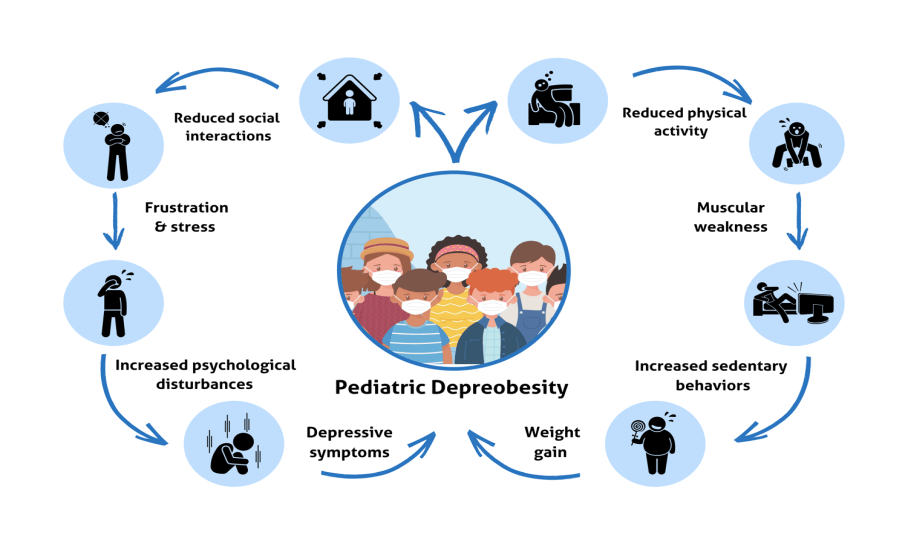 Reduced social
interactions
Reduced physical
activity
Frustration
& stress
Muscular
weakness
Increased psychological
disturbances
Increased sedentary
behaviors
Pediatric Depreobesity
Depressive
symptoms
Weight
gain